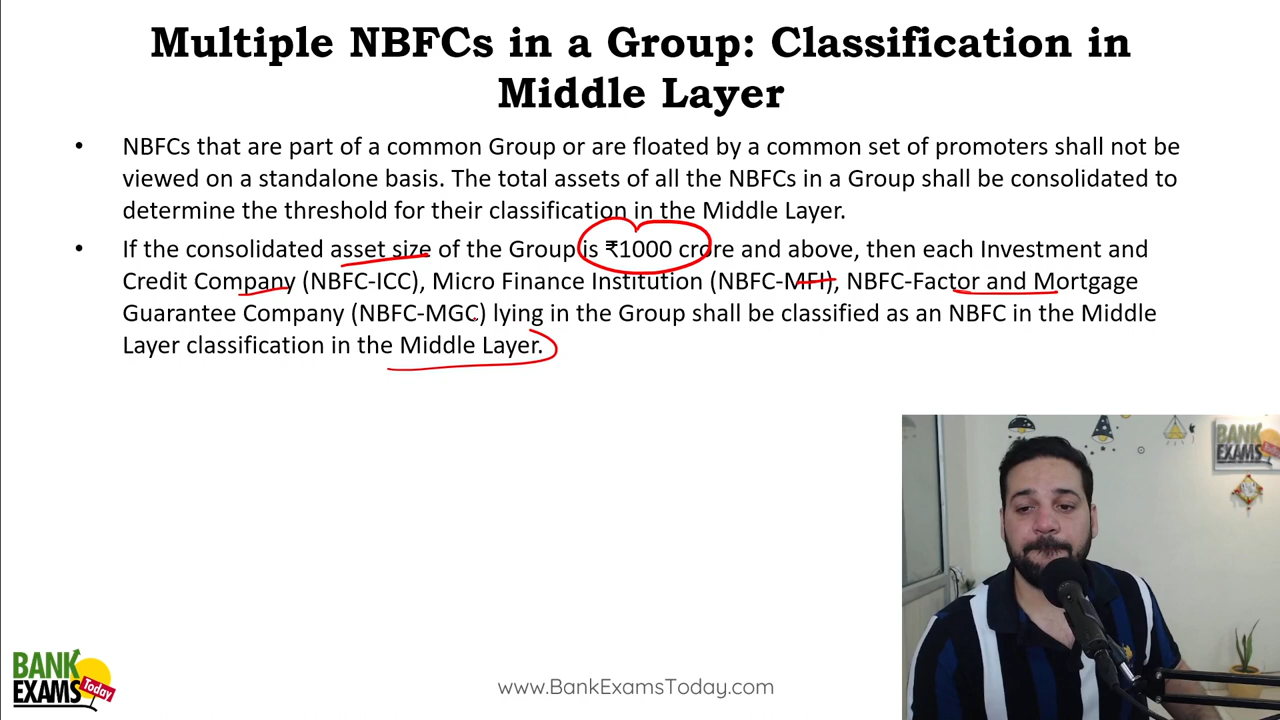 Multiple NBFCs in a Group: Classification in
Middle Layer
• NBFCs that are part of a common Group or are floated by a common set of promoters shall not be
viewed on a standalone basis. The total assets of all the NBFCs in a Group shall be consolidated to
determine the threshold for their classification in the Middle Layer.
• If the consolidated asset size of the Group is ₹1000 crore and above, then each Investment and
Credit Company (NBFC-ICC), Micro Finance Institution (NBFC-MFI), NBFC-Factor and Mortgage
Guarantee Company (NBFC-MGC) lying in the Group shall be classified as an NBFC in the Middle
Layer classification in the Middle Layer.
BANK
EXAMS
BANK
EXAMS
Today
www.BankExamsToday.com